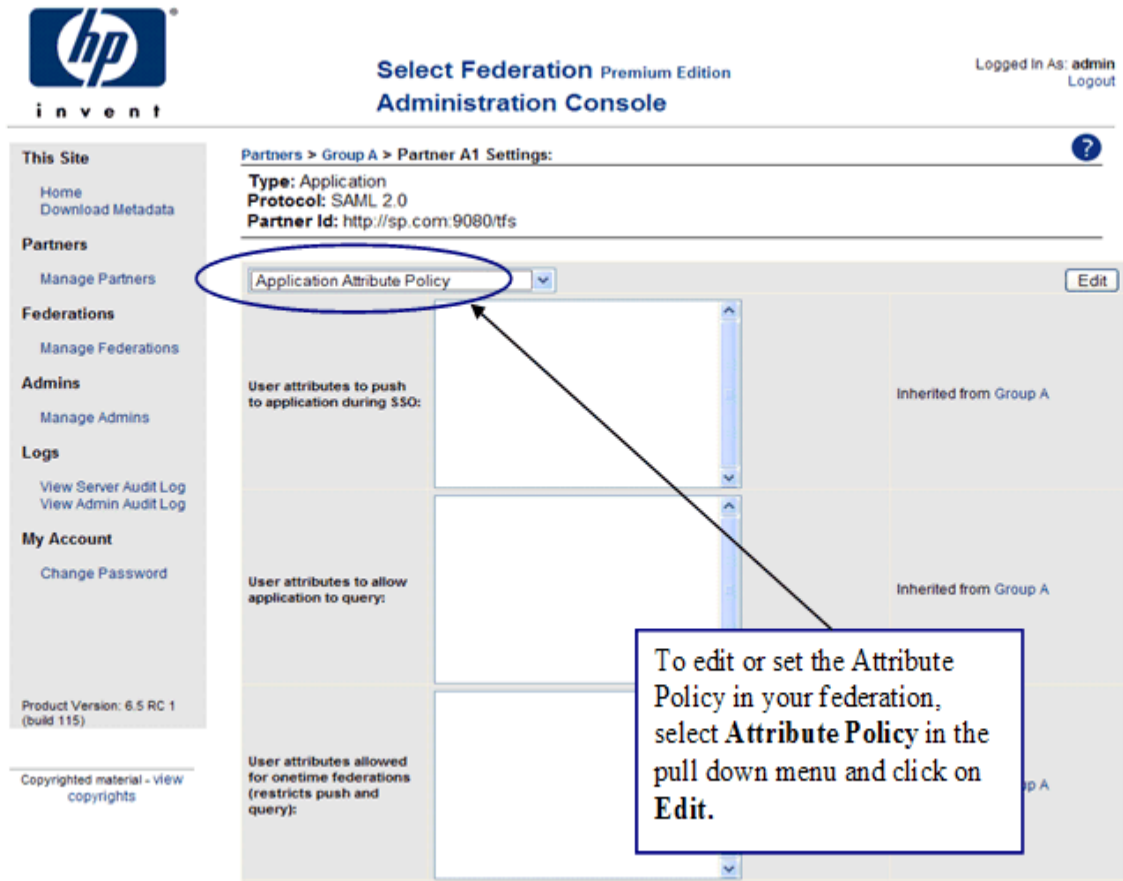 hp
invent
Select Federation Premium Edition
Administration Console
Logged In As: admin
Logout
This Site
Home
Download Metadata
Partners
Manage Partners
Federations
Manage Federations
Admins
Manage Admins
Logs
View Server Audit Log
View Admin Audit Log
My Account
Change Password
Product Version: 6.5 RC 1
(build 115)
Copyrighted material - view
copyrights
Partners > Group A > Partner A1 Settings:
?
Type: Application
Protocol: SAML 2.0
Partner Id: http://sp.com:9080/tfs
Application Attribute Policy
Edit
User attributes to push
to application during SSO:
Inherited from Group A
User attributes to allow
application to query:
Inherited from Group A
User attributes allowed
for onetime federations
(restricts push and
query):
p A
To edit or set the Attribute
Policy in your federation,
select Attribute Policy in the
pull down menu and click on
Edit.